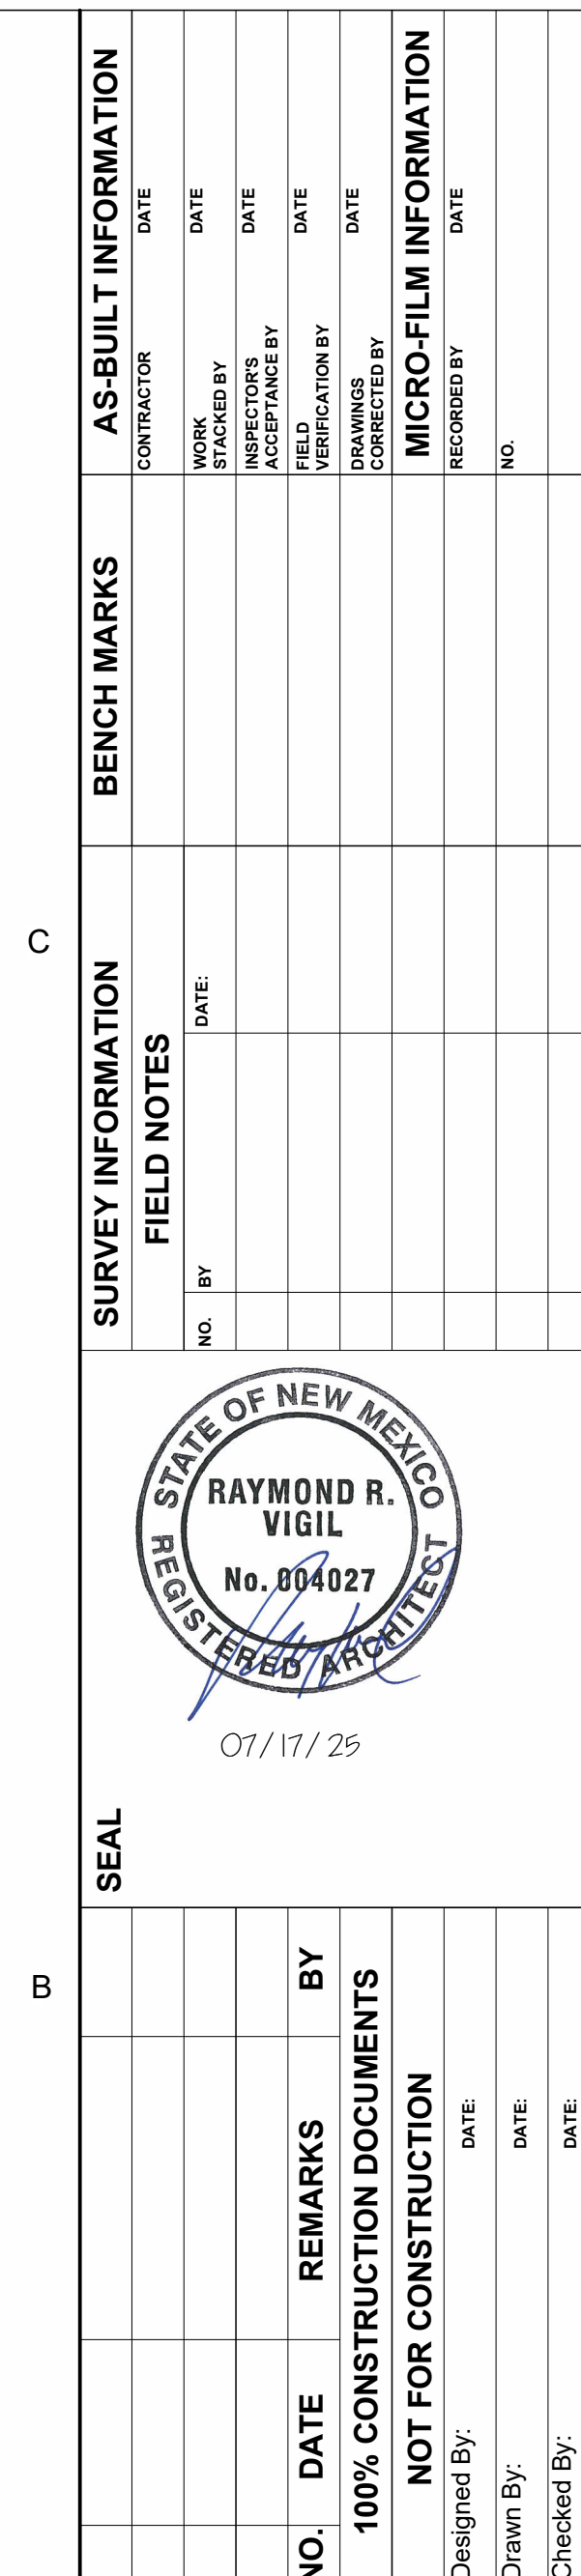 AS-BUILT INFORMATION
CONTRACTOR DATE
WORK
STACKED BY DATE
INSPECTOR'S
ACCEPTANCE BY DATE
FIELD
VERIFICATION BY DATE
DRAWINGS
CORRECTED BY DATE
MICRO-FILM INFORMATION
RECORDED BY DATE
NO.
BENCH MARKS
C
SURVEY INFORMATION
FIELD NOTES
NO. BY DATE:
STATE OF NEW MEXICO
RAYMOND R.
VIGIL
No. 004027
REGISTERED ARCHITECT
07/17/25
SEAL
B
NO. DATE REMARKS BY
100% CONSTRUCTION DOCUMENTS
NOT FOR CONSTRUCTION
Designed By: DATE:
Drawn By: DATE:
Checked By: DATE: